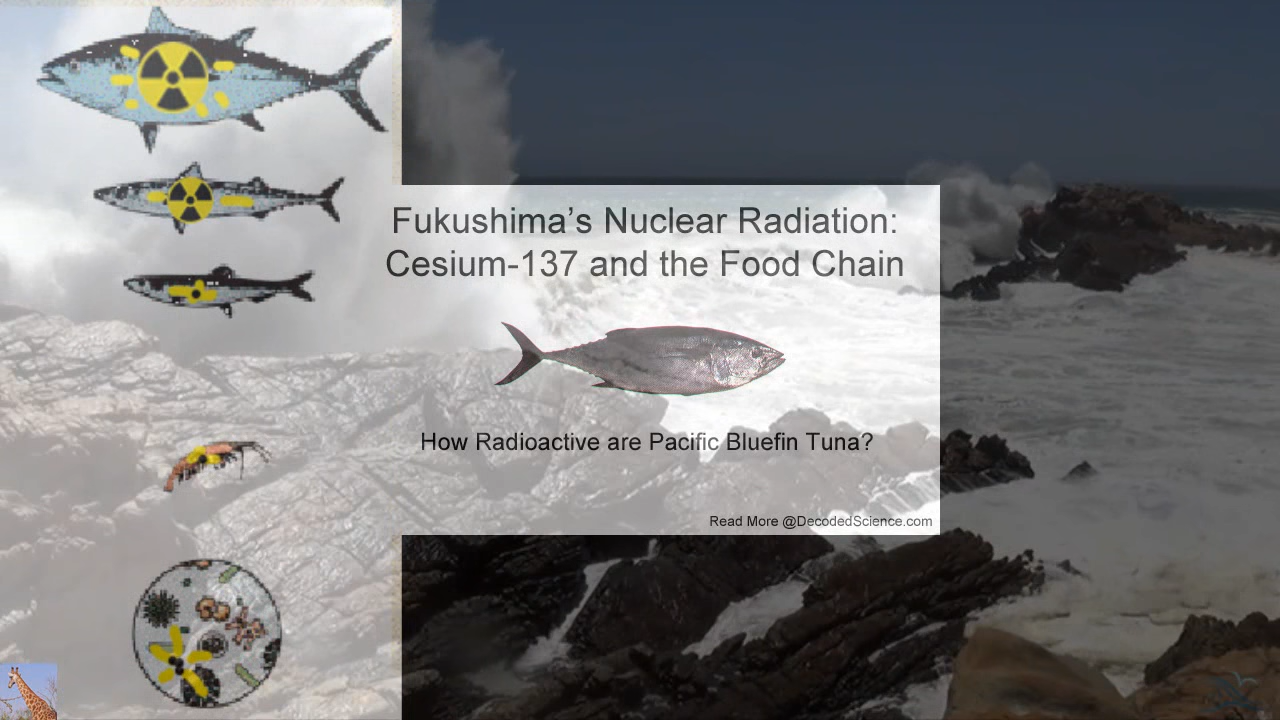 Fukushima’s Nuclear Radiation:
Cesium-137 and the Food Chain
How Radioactive are Pacific Bluefin Tuna?
Read More @DecodedScience.com